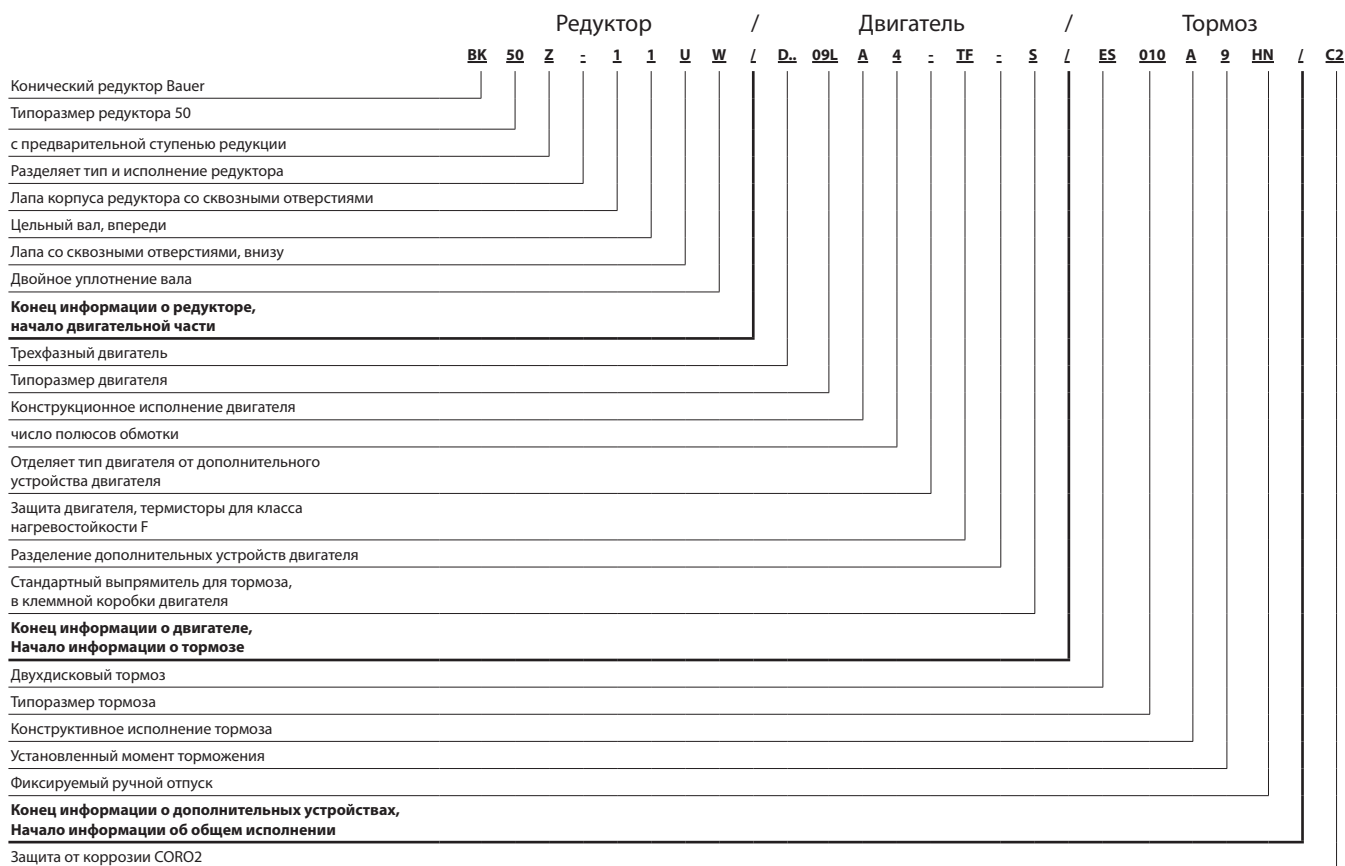 Редуктор / Двигатель / Тормоз
BK 50 Z - 1 1 U W / D.. 09L A 4 - TF - S / ES 010 A 9 HN / C2
Конический редуктор Bauer
Типоразмер редуктора 50
с предварительной ступенью редукции
Разделяет тип и исполнение редуктора
Лапа корпуса редуктора со сквозными отверстиями
Цельный вал, впереди
Лапа со сквозными отверстиями, внизу
Двойное уплотнение вала
Конец информации о редукторе,
начало двигательной части
Трехфазный двигатель
Типоразмер двигателя
Конструкционное исполнение двигателя
число полюсов обмотки
Отделяет тип двигателя от дополнительного
устройства двигателя
Защита двигателя, термисторы для класса
нагревостойкости F
Разделение дополнительных устройств двигателя
Стандартный выпрямитель для тормоза,
в клеммной коробки двигателя
Конец информации о двигателе,
Начало информации о тормозе
Двухдисковый тормоз
Типоразмер тормоза
Конструктивное исполнение тормоза
Установленный момент торможения
Фиксируемый ручной отпуск
Конец информации о дополнительных устройствах,
Начало информации об общем исполнении
Защита от коррозии CORO2